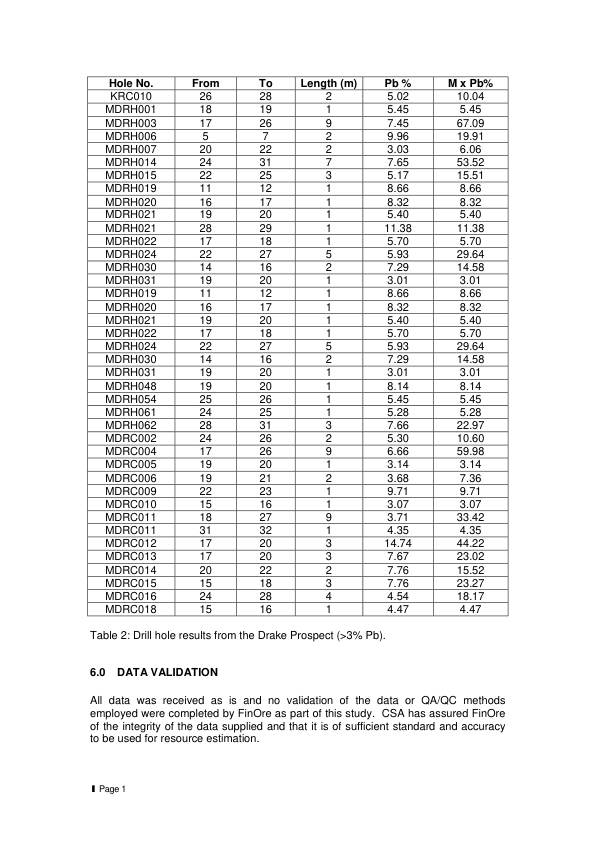 Hole No. From To Length (m) Pb % M x Pb%
KRC010 26 28 2 5.02 10.04
MDRH001 18 19 1 5.45 5.45
MDRH003 17 26 9 7.45 67.09
MDRH006 5 7 2 9.96 19.91
MDRH007 20 22 2 3.03 6.06
MDRH014 24 31 7 7.65 53.52
MDRH015 22 25 3 5.17 15.51
MDRH019 11 12 1 8.66 8.66
MDRH020 16 17 1 8.32 8.32
MDRH021 19 20 1 5.40 5.40
MDRH021 28 29 1 11.38 11.38
MDRH022 17 18 1 5.70 5.70
MDRH024 22 27 5 5.93 29.64
MDRH030 14 16 2 7.29 14.58
MDRH031 19 20 1 3.01 3.01
MDRH019 11 12 1 8.66 8.66
MDRH020 16 17 1 8.32 8.32
MDRH021 19 20 1 5.40 5.40
MDRH022 17 18 1 5.70 5.70
MDRH024 22 27 5 5.93 29.64
MDRH030 14 16 2 7.29 14.58
MDRH031 19 20 1 3.01 3.01
MDRH048 19 20 1 8.14 8.14
MDRH054 25 26 1 5.45 5.45
MDRH061 24 25 1 5.28 5.28
MDRH062 28 31 3 7.66 22.97
MDRC002 24 26 2 5.30 10.60
MDRC004 17 26 9 6.66 59.98
MDRC005 19 20 1 3.14 3.14
MDRC006 19 21 2 3.68 7.36
MDRC009 22 23 1 9.71 9.71
MDRC010 15 16 1 3.07 3.07
MDRC011 18 27 9 3.71 33.42
MDRC011 31 32 1 4.35 4.35
MDRC012 17 20 3 14.74 44.22
MDRC013 17 20 3 7.67 23.02
MDRC014 20 22 2 7.76 15.52
MDRC015 15 18 3 7.76 23.27
MDRC016 24 28 4 4.54 18.17
MDRC018 15 16 1 4.47 4.47
Table 2: Drill hole results from the Drake Prospect (>3% Pb).
6.0 DATA VALIDATION
All data was received as is and no validation of the data or QA/QC methods
employed were completed by FinOre as part of this study. CSA has assured FinOre
of the integrity of the data supplied and that it is of sufficient standard and accuracy
to be used for resource estimation.
Page 1